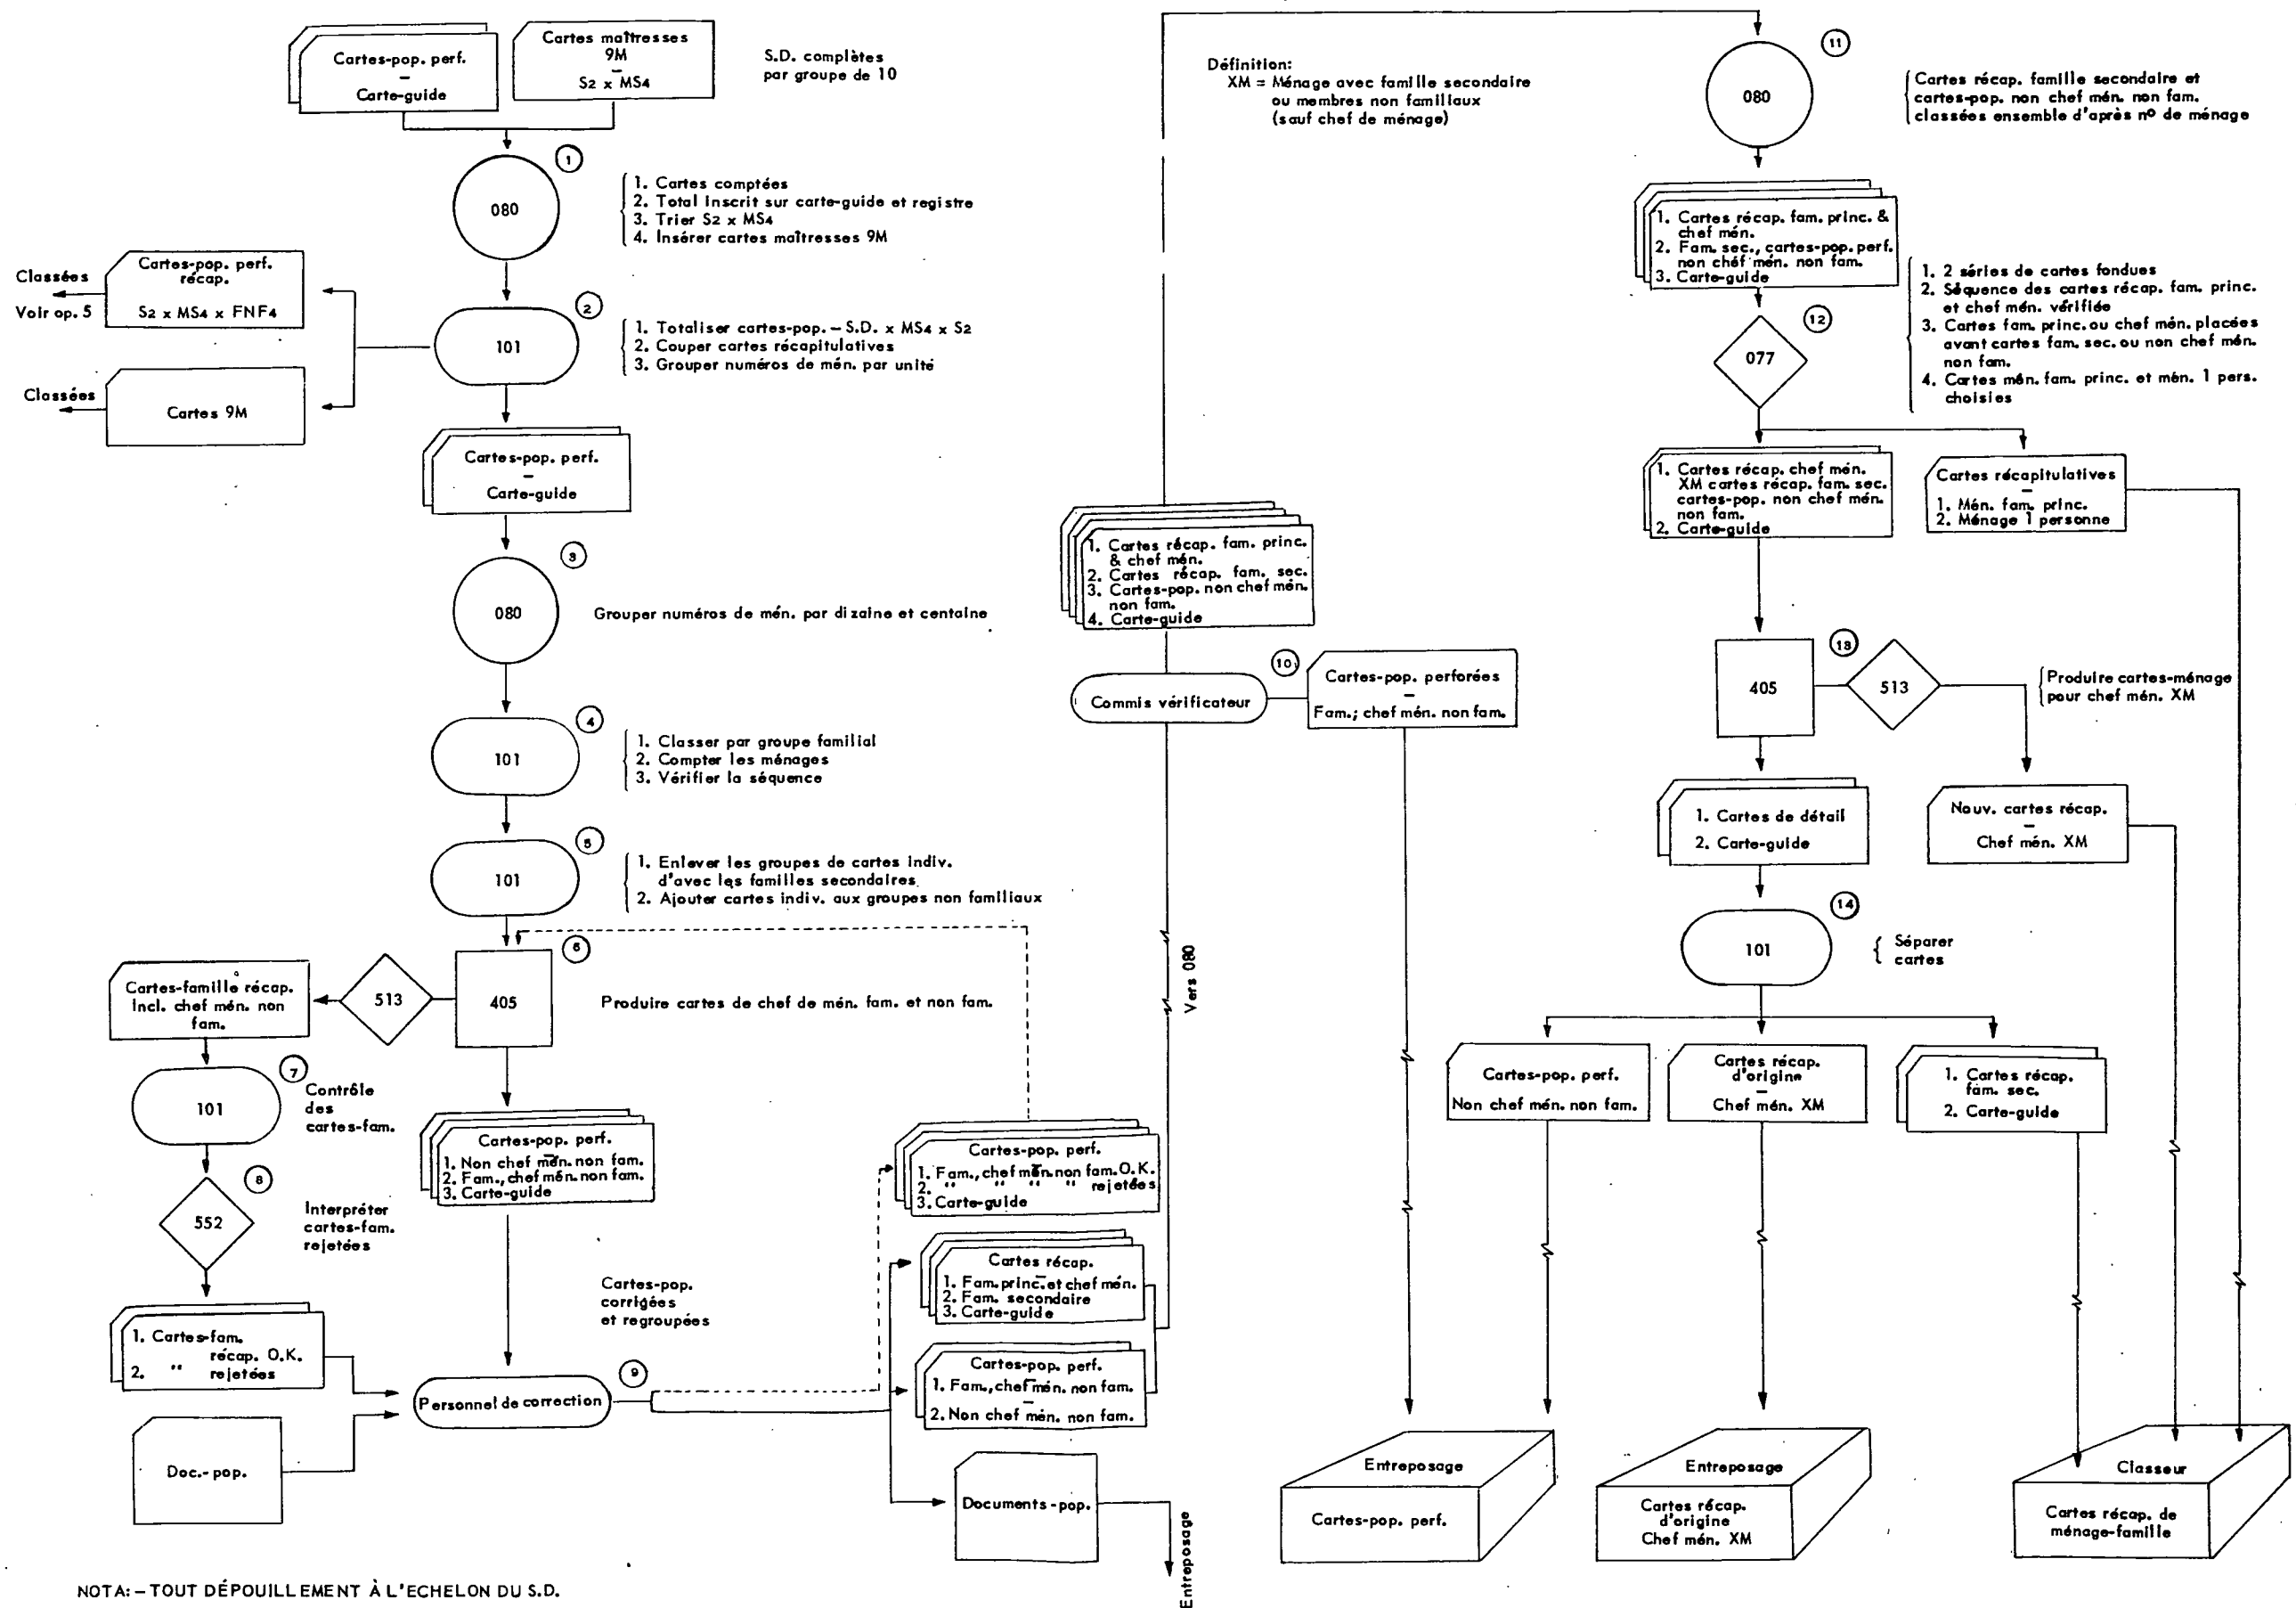 Cartes-pop. perf.
–
Carte-guide
Cartes maîtresses
9M
–
S2 x MS4
S.D. complètes
par groupe de 10
1
080
1. Cartes comptées
2. Total inscrit sur carte-guide et registre
3. Trier S2 x MS4
4. Insérer cartes maîtresses 9M
Classées
Voir op. 5
Cartes-pop. perf.
récap.
S2 x MS4 x FNF4
2
101
1. Totaliser cartes-pop. – S.D. x MS4 x S2
2. Couper cartes récapitulatives
3. Grouper numéros de mén. par unité
Classées
Cartes 9M
Cartes-pop. perf.
–
Carte-guide
3
080
Grouper numéros de mén. par dizaine et centaine
4
101
1. Classer par groupe familial
2. Compter les ménages
3. Vérifier la séquence
5
101
1. Enlever les groupes de cartes indiv.
d'avec les familles secondaires
2. Ajouter cartes indiv. aux groupes non familiaux
6
405
513
Produire cartes de chef de mén. fam. et non fam.
Cartes-famille récap.
Incl. chef mén. non
fam.
7
101
Contrôle
des
cartes-fam.
8
552
Interpréter
cartes-fam.
rejetées
Cartes-pop. perf.
–
1. Non chef mén. non fam.
2. Fam., chef mén. non fam.
3. Carte-guide
Cartes-pop.
corrigées
et regroupées
1. Cartes-fam.
récap. O.K.
2. " rejetées
Doc.-pop.
9
Personnel de correction
Cartes-pop. perf.
–
1. Fam., chef mén. non fam. O.K.
2. " " " " rejetées
3. Carte-guide
Cartes récap.
–
1. Fam. princ. et chef mén.
2. Fam. secondaire
3. Carte-guide
Cartes-pop. perf.
1. Fam., chef mén. non fam.
–
2. Non chef mén. non fam.
Documents-pop.
Entreposage
NOTA:– TOUT DÉPOUILLEMENT À L'ECHELON DU S.D.
Définition:
XM = Ménage avec famille secondaire
ou membres non familiaux
(sauf chef de ménage)
1. Cartes récap. fam. princ.
& chef mén.
2. Cartes récap. fam. sec.
3. Cartes-pop. non chef mén.
non fam.
4. Carte-guide
Vers 080
10
Commis vérificateur
Cartes-pop. perforées
–
Fam.; chef mén. non fam.
11
080
Cartes récap. famille secondaire et
cartes-pop. non chef mén. non fam.
classées ensemble d'après nº de ménage
1. Cartes récap. fam. princ. &
chef mén.
2. Fam. sec., cartes-pop. perf.
non chéf mén. non fam.
3. Carte-guide
12
077
1. 2 séries de cartes fondues
2. Séquence des cartes récap. fam. princ.
et chef mén. vérifiée
3. Cartes fam. princ. ou chef mén. placées
avant cartes fam. sec. ou non chef mén.
non fam.
4. Cartes mén. fam. princ. et mén. 1 pers.
choisies
1. Cartes récap. chef mén.
XM cartes récap. fam. sec.
cartes-pop. non chef mén.
non fam.
2. Carte-guide
Cartes récapitulatives
–
1. Mén. fam. princ.
2. Ménage 1 personne
13
405
513
Produire cartes-ménage
pour chef mén. XM
1. Cartes de détail
2. Carte-guide
Nouv. cartes récap.
–
Chef mén. XM
14
101
Séparer
cartes
Cartes-pop. perf.
Non chef mén. non fam.
Cartes récap.
d'origine
–
Chef mén. XM
1. Cartes récap.
fam. sec.
2. Carte-guide
Entreposage
Cartes-pop. perf.
Entreposage
Cartes récap.
d'origine
Chef mén. XM
Classeur
Cartes récap. de
ménage-famille